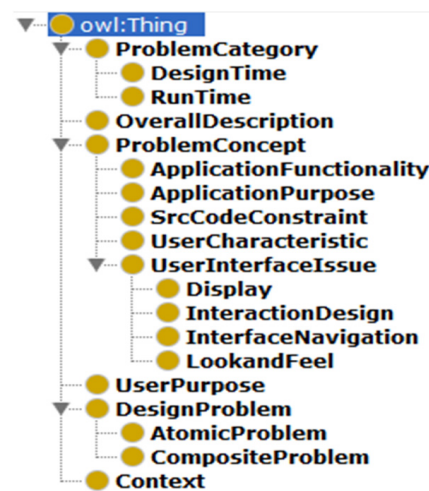 owl:Thing
ProblemCategory
DesignTime
RunTime
OverallDescription
ProblemConcept
ApplicationFunctionality
ApplicationPurpose
SrcCodeConstraint
UserCharacteristic
UserInterfaceIssue
Display
InteractionDesign
InterfaceNavigation
LookandFeel
UserPurpose
DesignProblem
AtomicProblem
CompositeProblem
Context